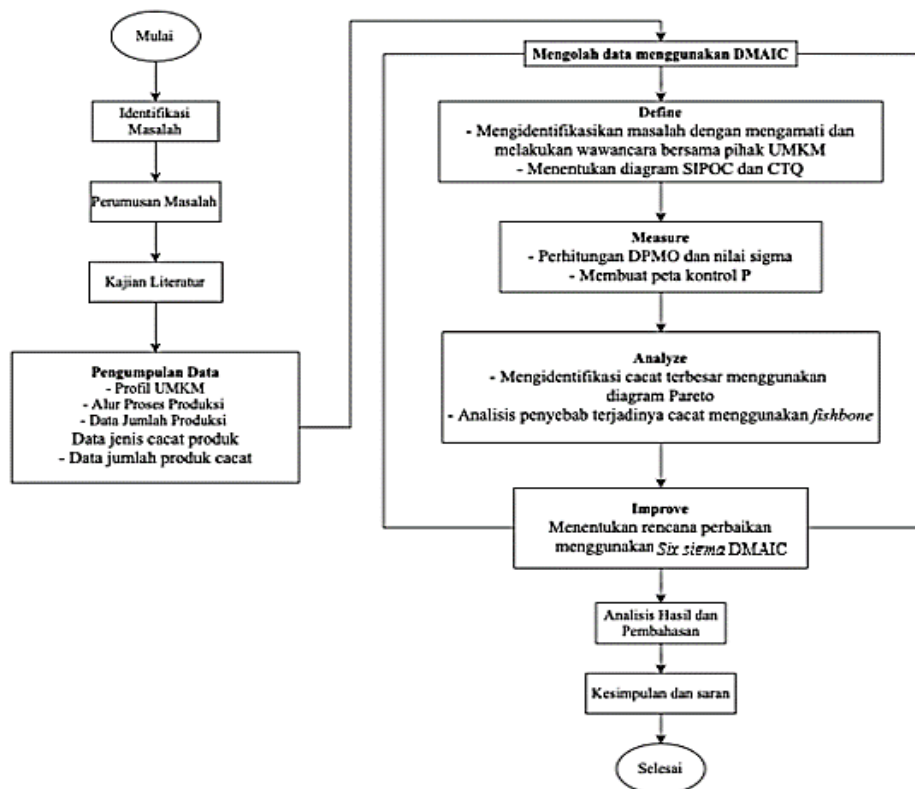 Mulai
Identifikasi
Masalah
Perumusan Masalah
Kajian Literatur
Pengumpulan Data
- Profil UMKM
- Alur Proses Produksi
- Data Jumlah Produksi
Data jenis cacat produk
- Data jumlah produk cacat
Mengolah data menggunakan DMAIC
Define
- Mengidentifikasikan masalah dengan mengamati dan
melakukan wawancara bersama pihak UMKM
- Menentukan diagram SIPOC dan CTQ
Measure
- Perhitungan DPMO dan nilai sigma
- Membuat peta kontrol P
Analyze
- Mengidentifikasi cacat terbesar menggunakan
diagram Pareto
- Analisis penyebab terjadinya cacat menggunakan fishbone
Improve
Menentukan rencana perbaikan
menggunakan Six sigma DMAIC
Analisis Hasil dan
Pembahasan
Kesimpulan dan saran
Selesai